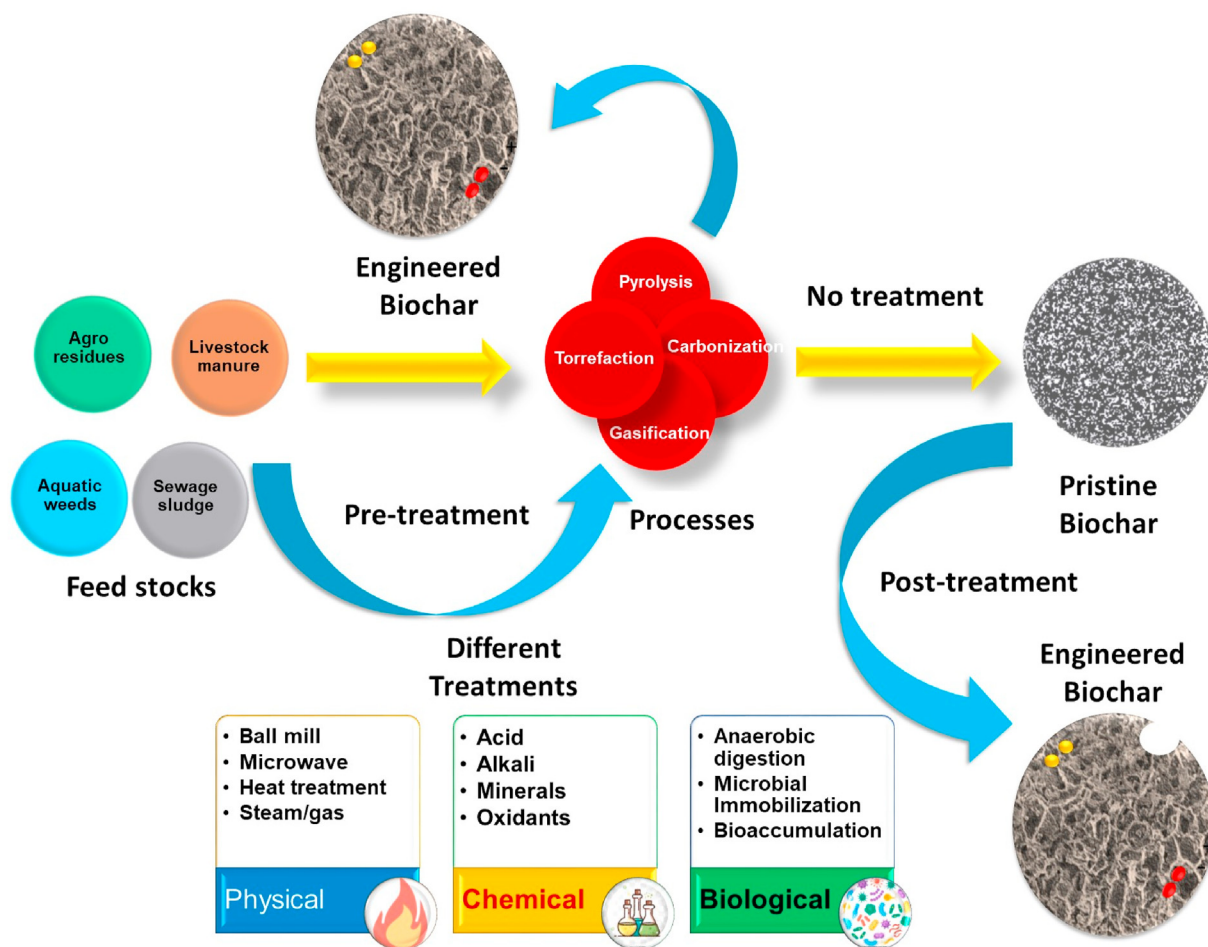 Engineered
Biochar
Pyrolysis
Torrefaction
Carbonization
Gasification
No treatment
Agro
residues
Livestock
manure
Aquatic
weeds
Sewage
sludge
Feed stocks
Pre-treatment
Processes
Pristine
Biochar
Post-treatment
Engineered
Biochar
Different
Treatments
• Ball mill
• Microwave
• Heat treatment
• Steam/gas
Physical
• Acid
• Alkali
• Minerals
• Oxidants
Chemical
• Anaerobic
digestion
• Microbial
Immobilization
• Bioaccumulation
Biological